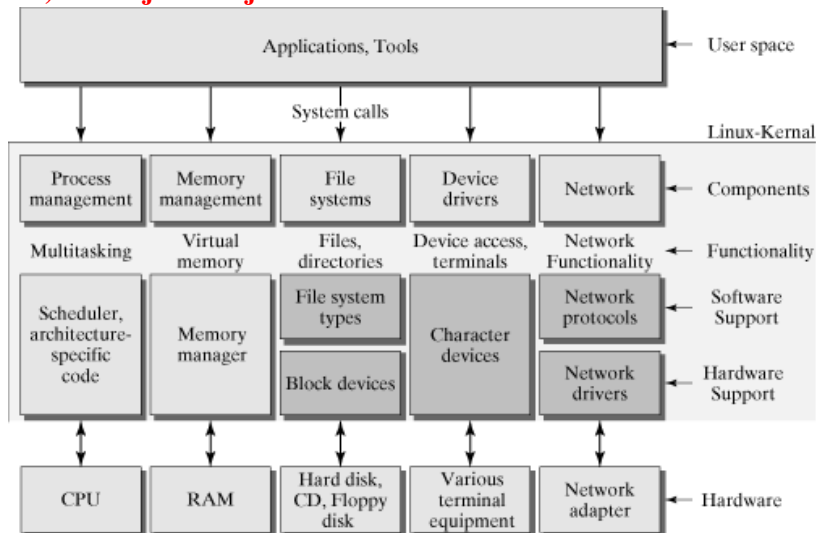 Applications, Tools
User space
System calls
Linux-Kernal
Process
management
Memory
management
File
systems
Device
drivers
Network
Components
Multitasking
Virtual
memory
Files,
directories
Device access,
terminals
Network
Functionality
Functionality
Scheduler,
architecture-
specific
code
Memory
manager
File system
types
Block devices
Character
devices
Network
protocols
Network
drivers
Software
Support
Hardware
Support
CPU
RAM
Hard disk,
CD, Floppy
disk
Various
terminal
equipment
Network
adapter
Hardware